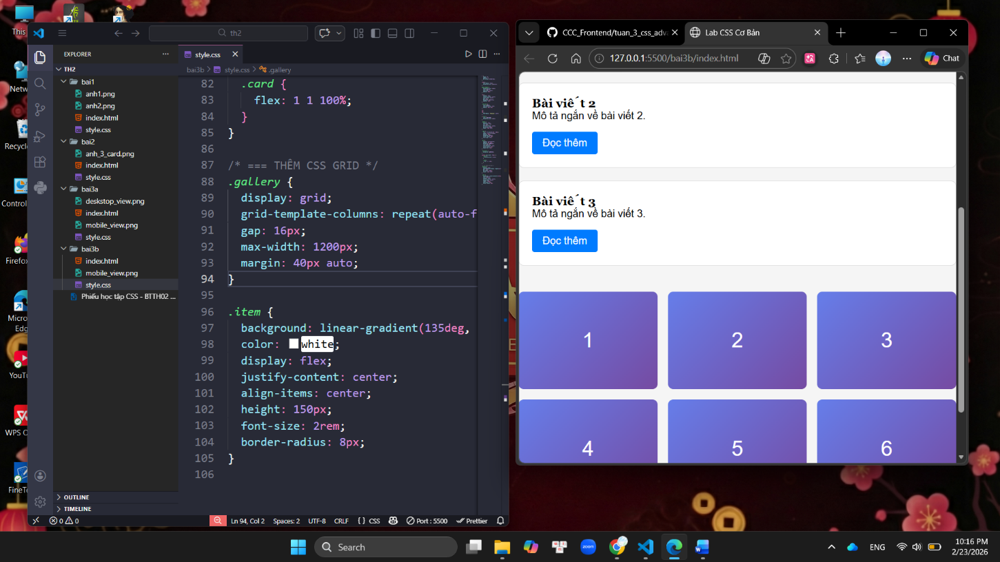 This
Netw
Recycle
Control
Firefox
Micro
Edg
YouTu
WPS O
FineTo
th2
EXPLORER
TH2
bai1
anh1.png
anh2.png
index.html
style.css
bai2
anh_3_card.png
index.html
style.css
bai3a
deskstop_view.png
index.html
mobile_view.png
style.css
bai3b
index.html
mobile_view.png
style.css
Phiếu học tập CSS - BTTH02 ...
OUTLINE
TIMELINE
style.css
bai3b > style.css > .gallery
82 .card {
83 flex: 1 1 100%;
84 }
85 }
86
87 /* === THÊM CSS GRID */
88 .gallery {
89 display: grid;
90 grid-template-columns: repeat(auto-f
91 gap: 16px;
92 max-width: 1200px;
93 margin: 40px auto;
94 }
95
96 .item {
97 background: linear-gradient(135deg,
98 color: white;
99 display: flex;
100 justify-content: center;
101 align-items: center;
102 height: 150px;
103 font-size: 2rem;
104 border-radius: 8px;
105 }
106
0 0 Ln 94, Col 2 Spaces: 2 UTF-8 CRLF {} CSS Port : 5500 Prettier
CCC_Frontend/tuan_3_css_adva
Lab CSS Cơ Bản
127.0.0.1:5500/bai3b/index.html
Chat
Bài viết 2
Mô tả ngắn về bài viết 2.
Đọc thêm
Bài viết 3
Mô tả ngắn về bài viết 3.
Đọc thêm
1 2 3
4 5 6
Search
zoom
ENG
10:16 PM
2/23/2026